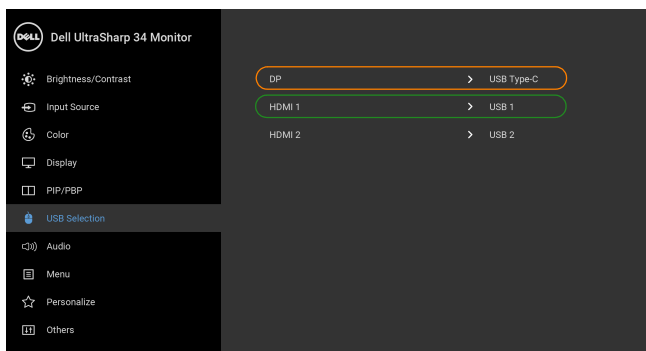 DELL Dell UltraSharp 34 Monitor
Brightness/Contrast
Input Source
Color
Display
PIP/PBP
USB Selection
Audio
Menu
Personalize
Others
DP > USB Type-C
HDMI 1 > USB 1
HDMI 2 > USB 2